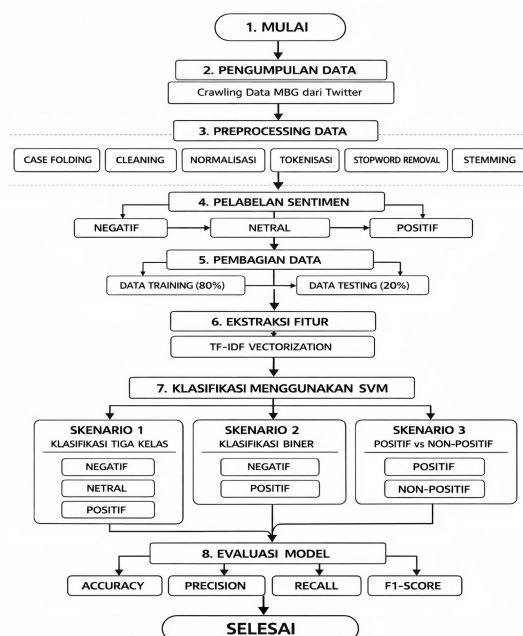 1. MULAI
2. PENGUMPULAN DATA
Crawling Data MBG dari Twitter
3. PREPROCESSING DATA
CASE FOLDING
CLEANING
NORMALISASI
TOKENISASI
STOPWORD REMOVAL
STEMMING
4. PELABELAN SENTIMEN
NEGATIF
NETRAL
POSITIF
5. PEMBAGIAN DATA
DATA TRAINING (80%)
DATA TESTING (20%)
6. EKSTRAKSI FITUR
TF-IDF VECTORIZATION
7. KLASIFIKASI MENGGUNAKAN SVM
SKENARIO 1
KLASIFIKASI TIGA KELAS
NEGATIF
NETRAL
POSITIF
SKENARIO 2
KLASIFIKASI BINER
NEGATIF
POSITIF
SKENARIO 3
POSITIF vs NON-POSITIF
POSITIF
NON-POSITIF
8. EVALUASI MODEL
ACCURACY
PRECISION
RECALL
F1-SCORE
SELESAI